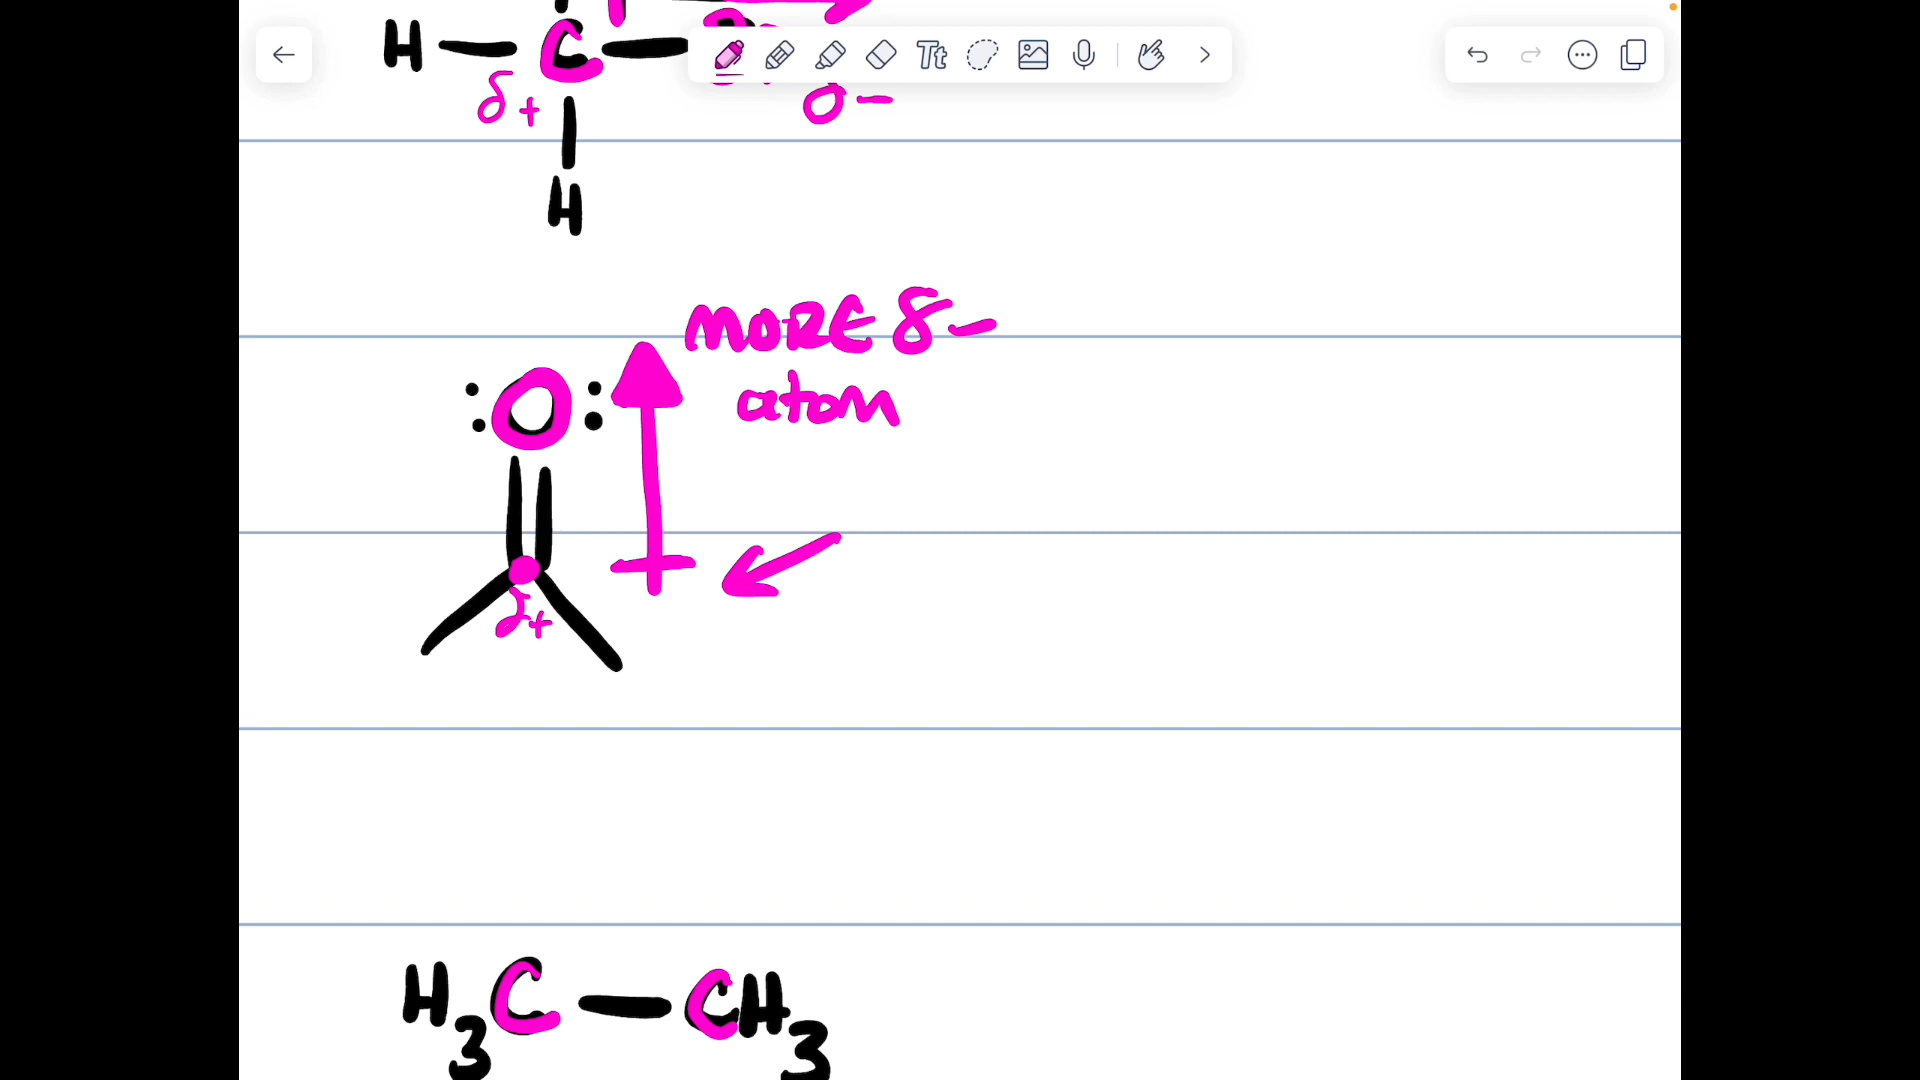 H — C —
δ+ δ−
H
MORE δ−
:O: atom
δ+
H3C — CH3